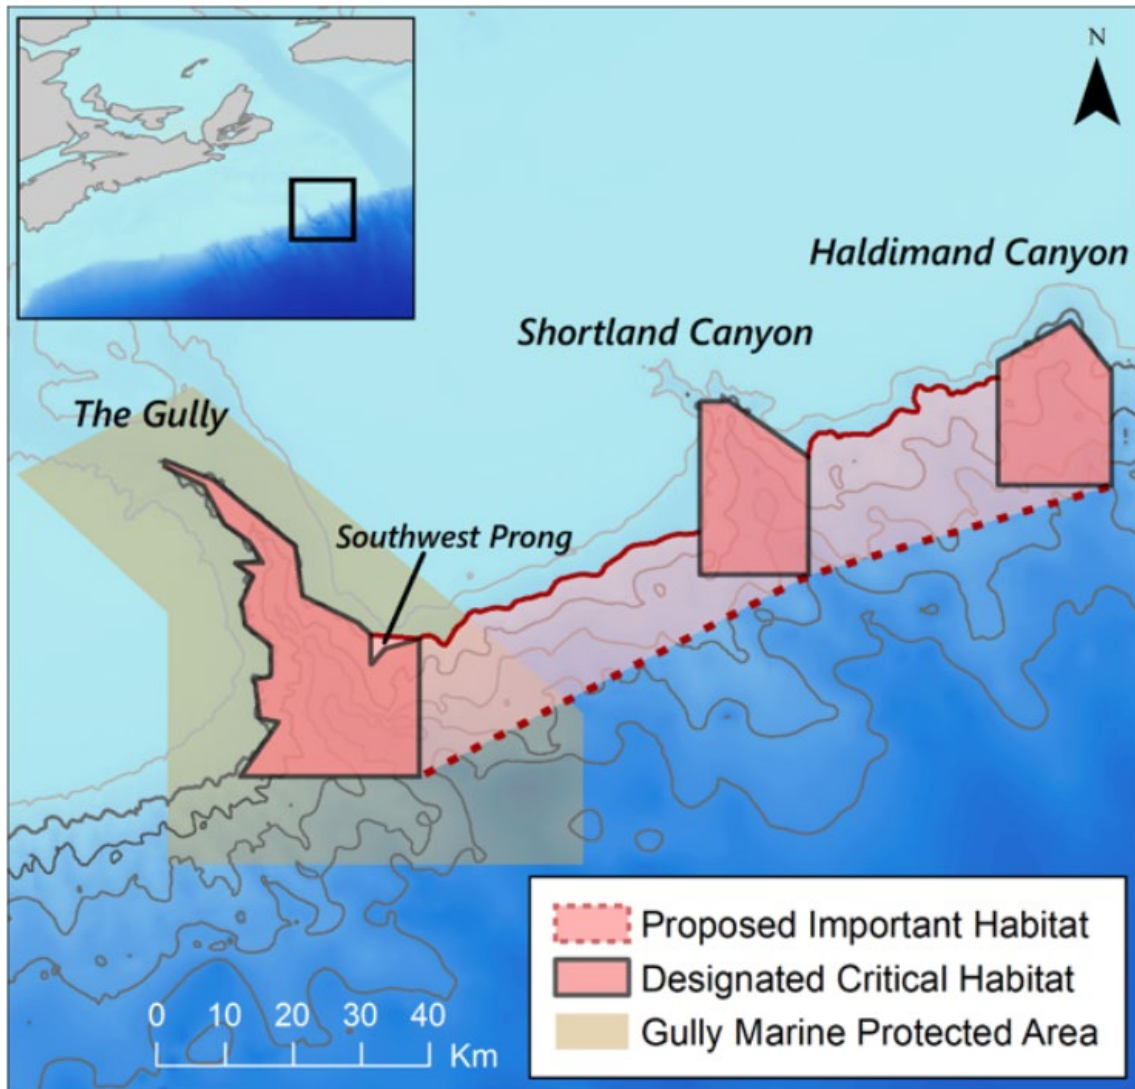 N
Haldimand Canyon
Shortland Canyon
The Gully
Southwest Prong
Proposed Important Habitat
Designated Critical Habitat
Gully Marine Protected Area
0 10 20 30 40
Km